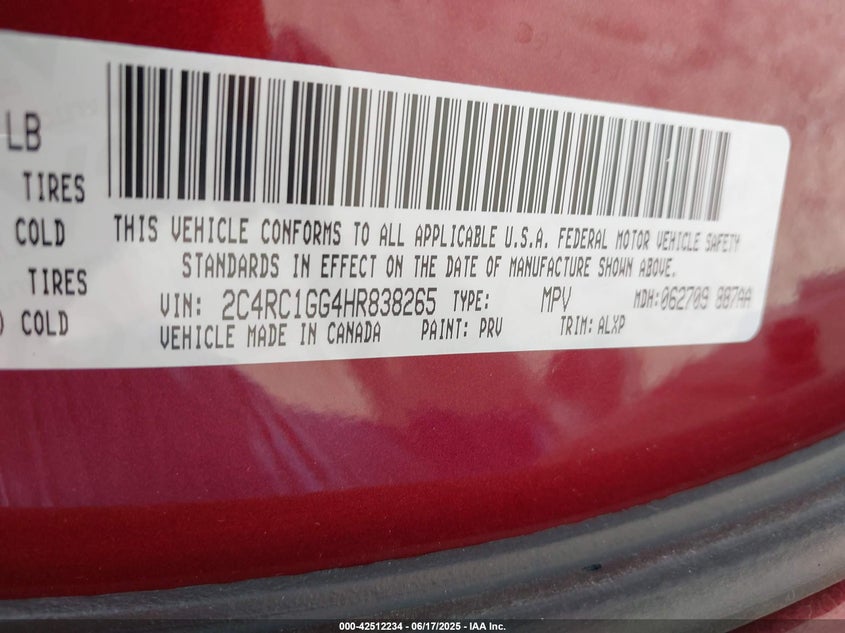 LB
TIRES
COLD
TIRES
) COLD
THIS VEHICLE CONFORMS TO ALL APPLICABLE U.S.A. FEDERAL MOTOR VEHICLE SAFETY
STANDARDS IN EFFECT ON THE DATE OF MANUFACTURE SHOWN ABOVE.
VIN: 2C4RC1GG4HR838265 TYPE: MPV MDH:062709 887AA
VEHICLE MADE IN CANADA PAINT: PRV TRIM: ALXP
000-42512234 - 06/17/2025 - IAA Inc.